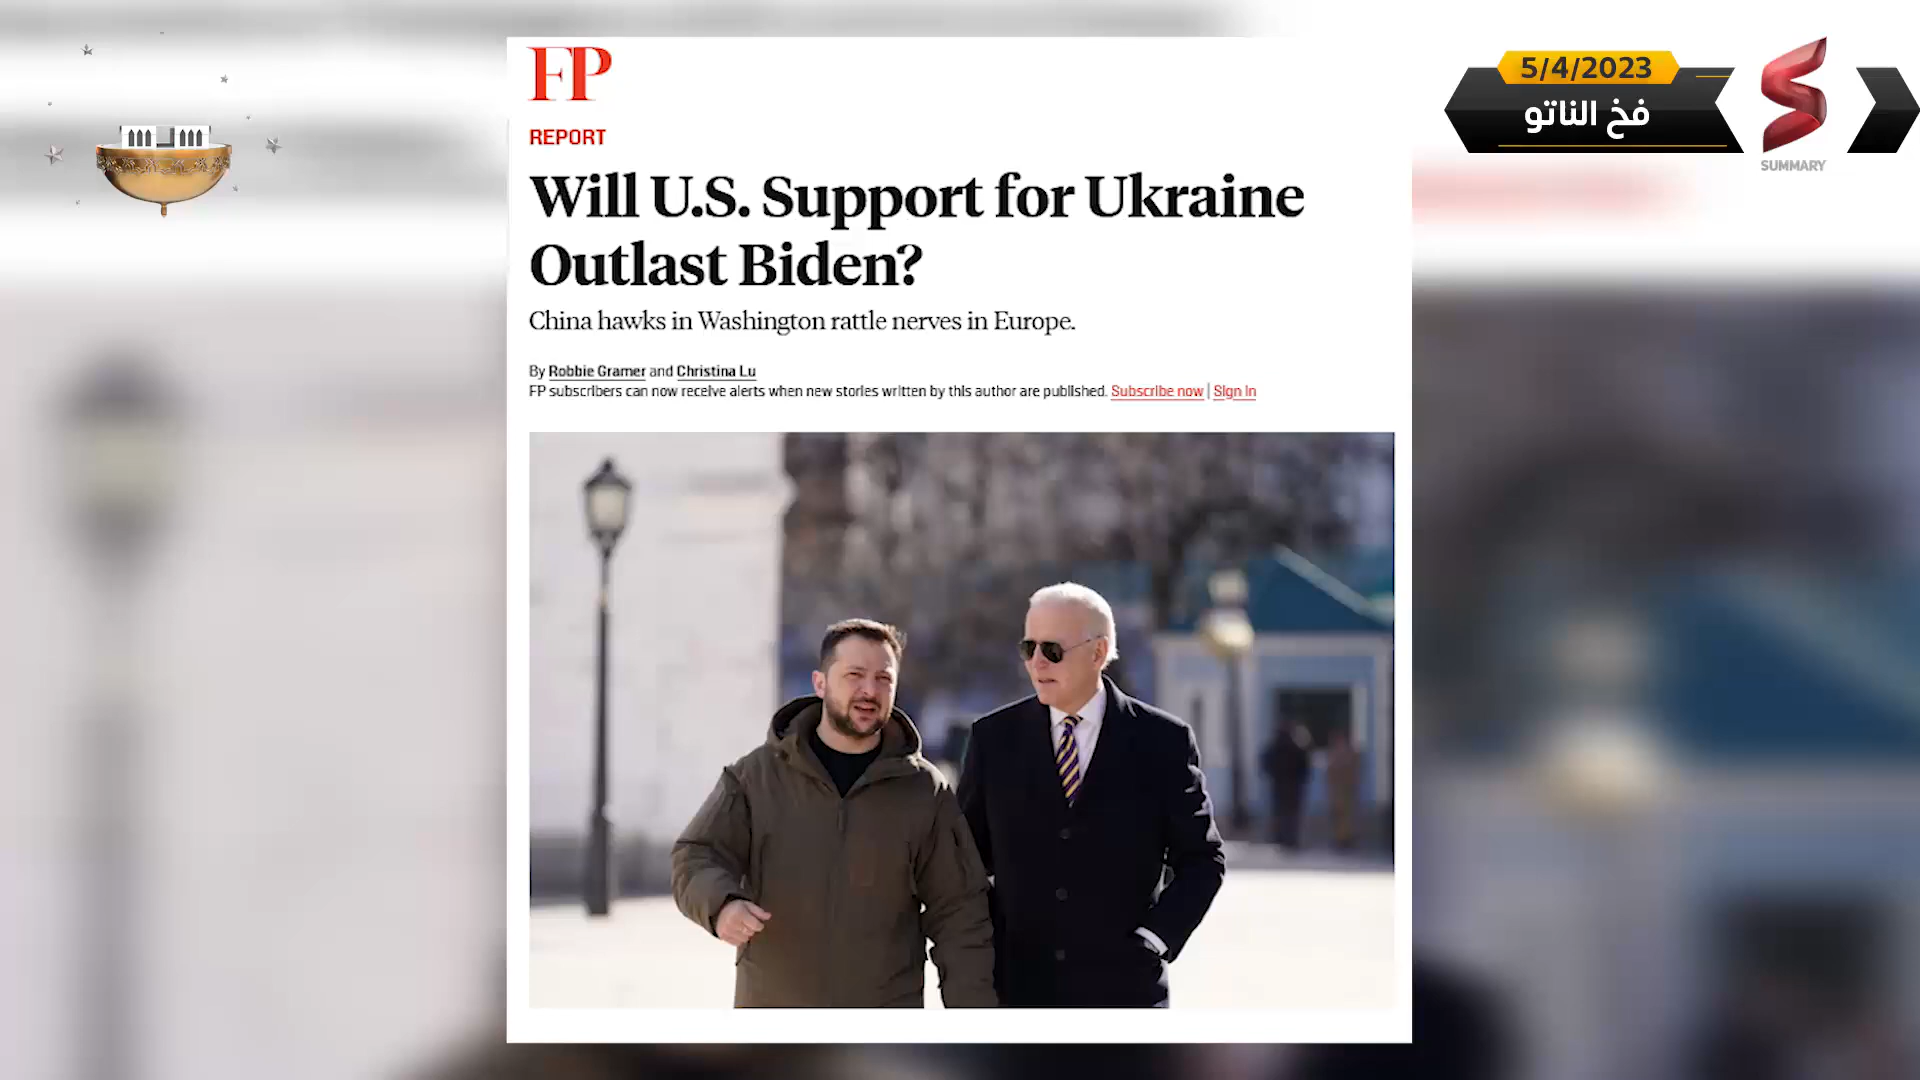 FP
REPORT
Will U.S. Support for Ukraine
Outlast Biden?
China hawks in Washington rattle nerves in Europe.
By Robbie Gramer and Christina Lu
FP subscribers can now receive alerts when new stories written by this author are published. Subscribe now | Sign in
5/4/2023
فخ الناتو
SUMMARY